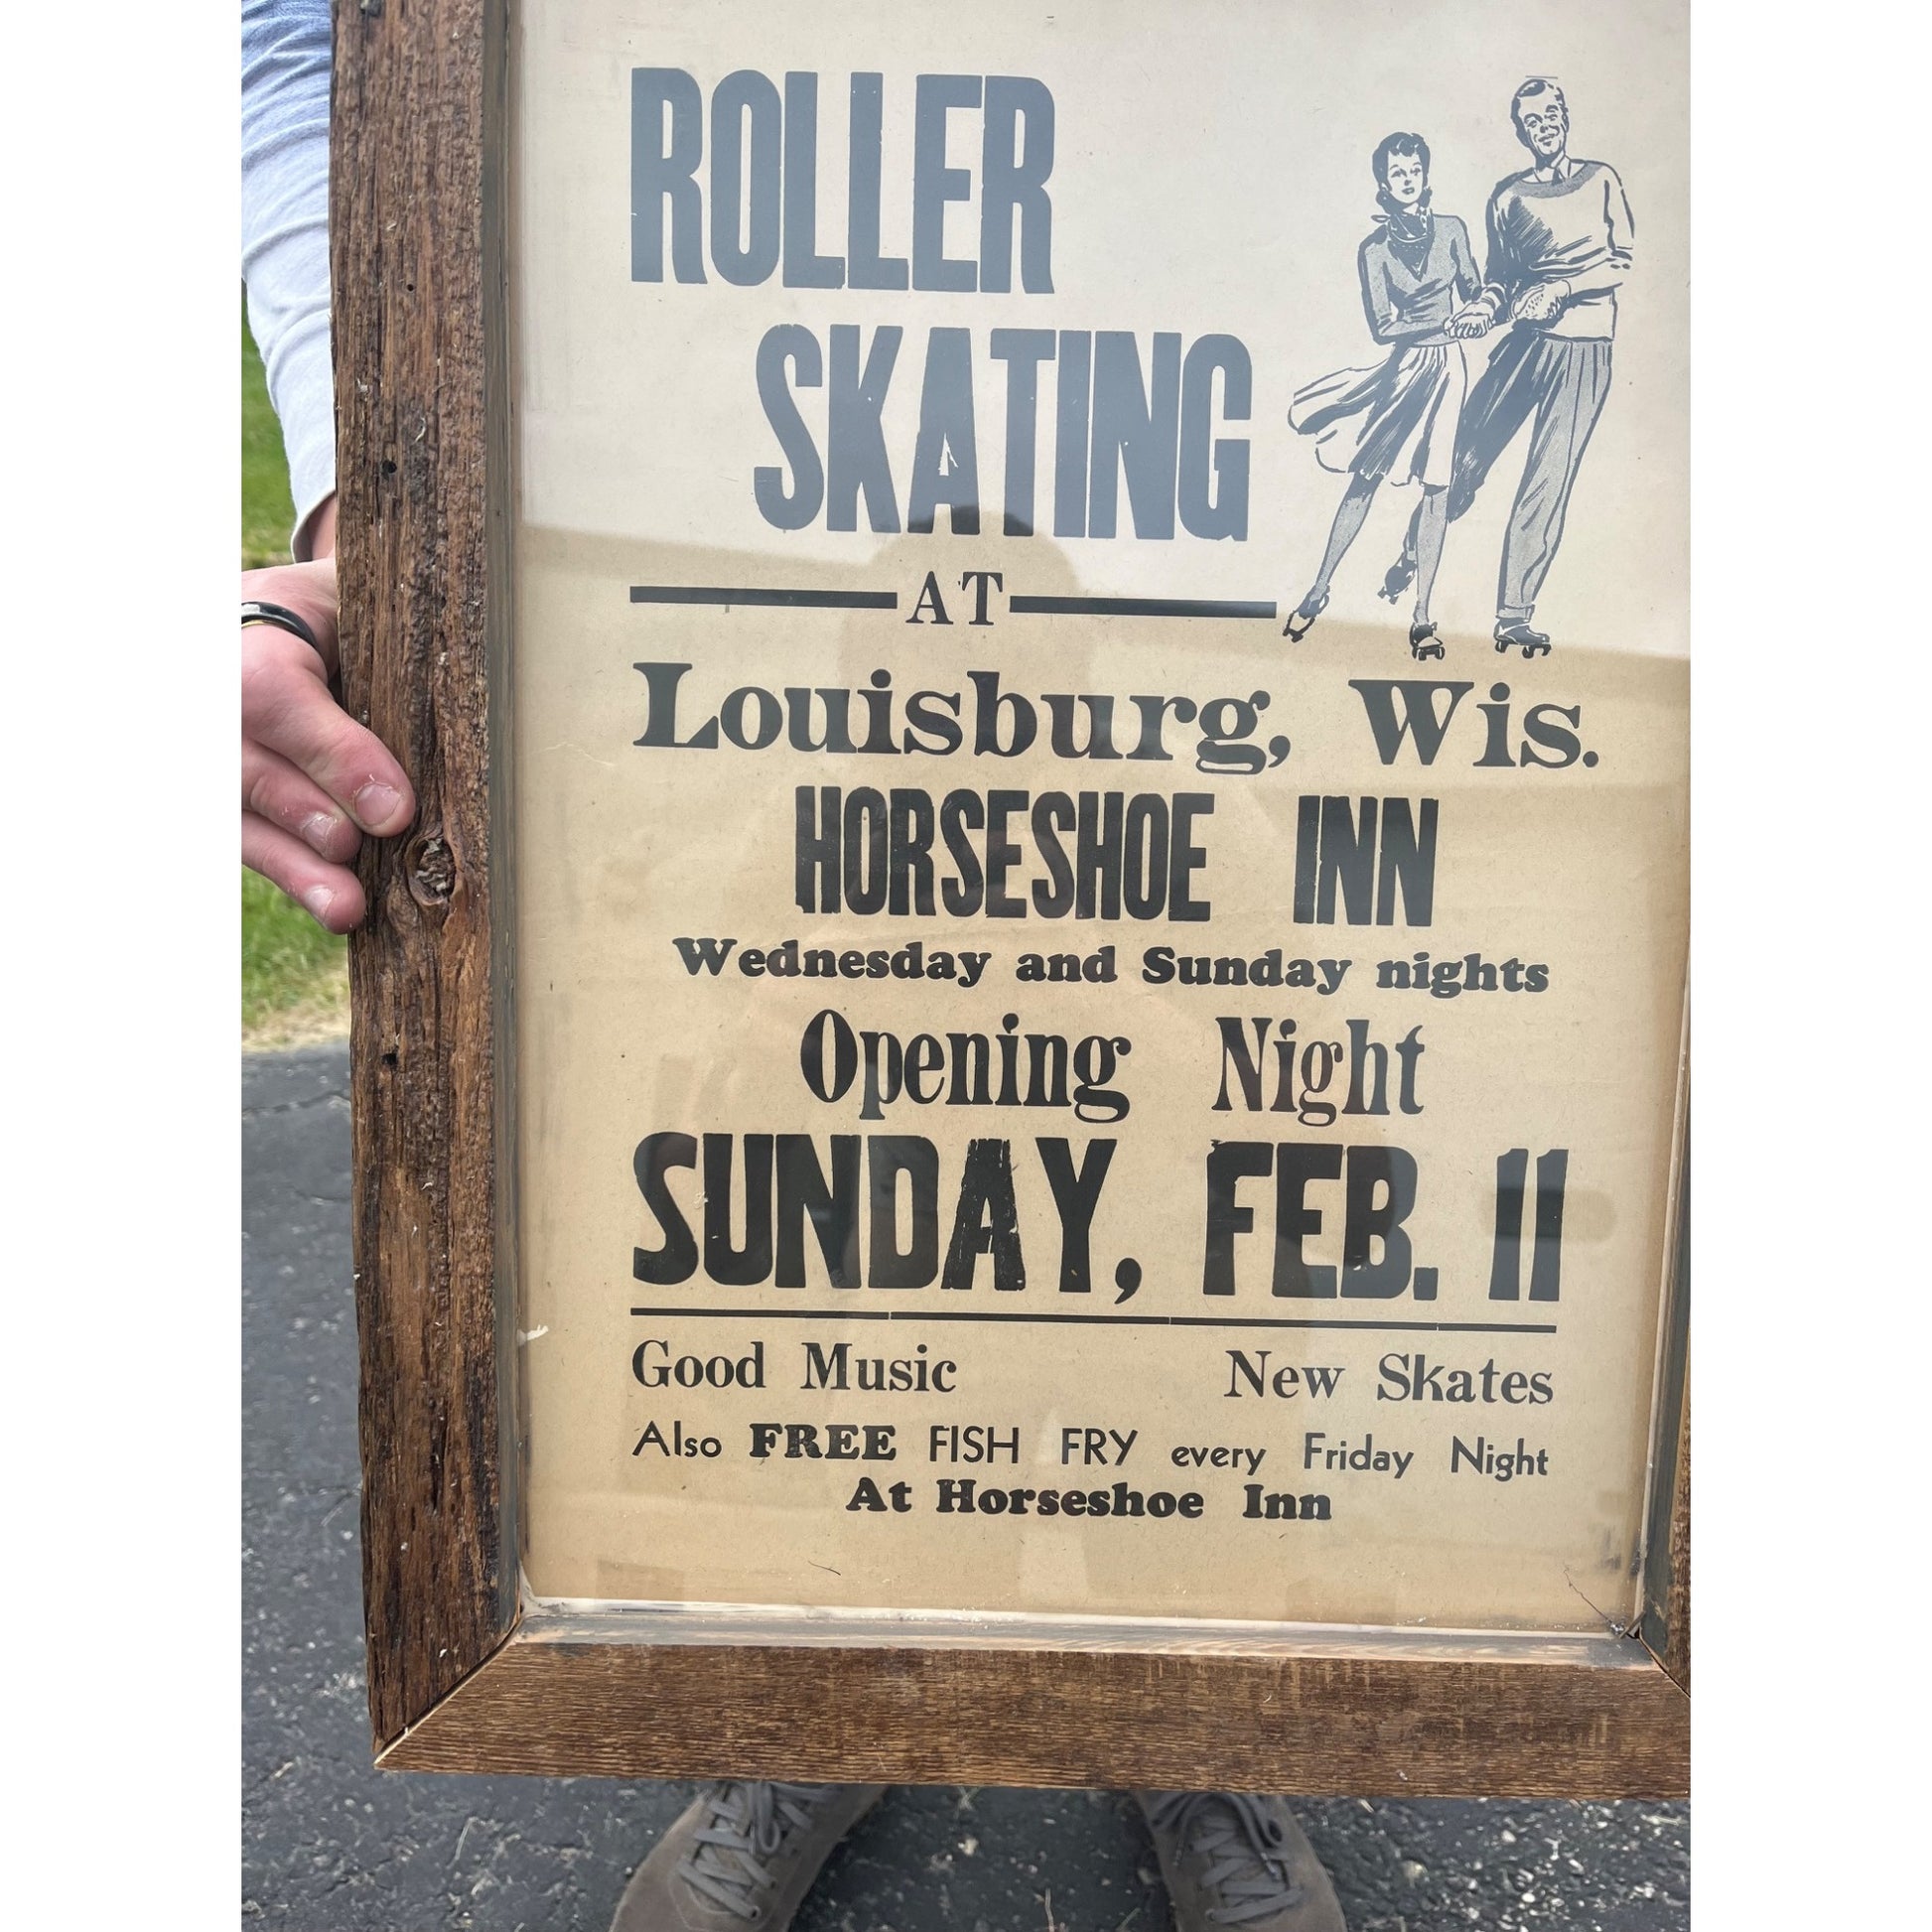 ROLLER
SKATING
AT
Louisburg, Wis.
HORSESHOE INN
Wednesday and Sunday nights
Opening Night
SUNDAY, FEB. 11
Good Music New Skates
Also FREE FISH FRY every Friday Night
At Horseshoe Inn